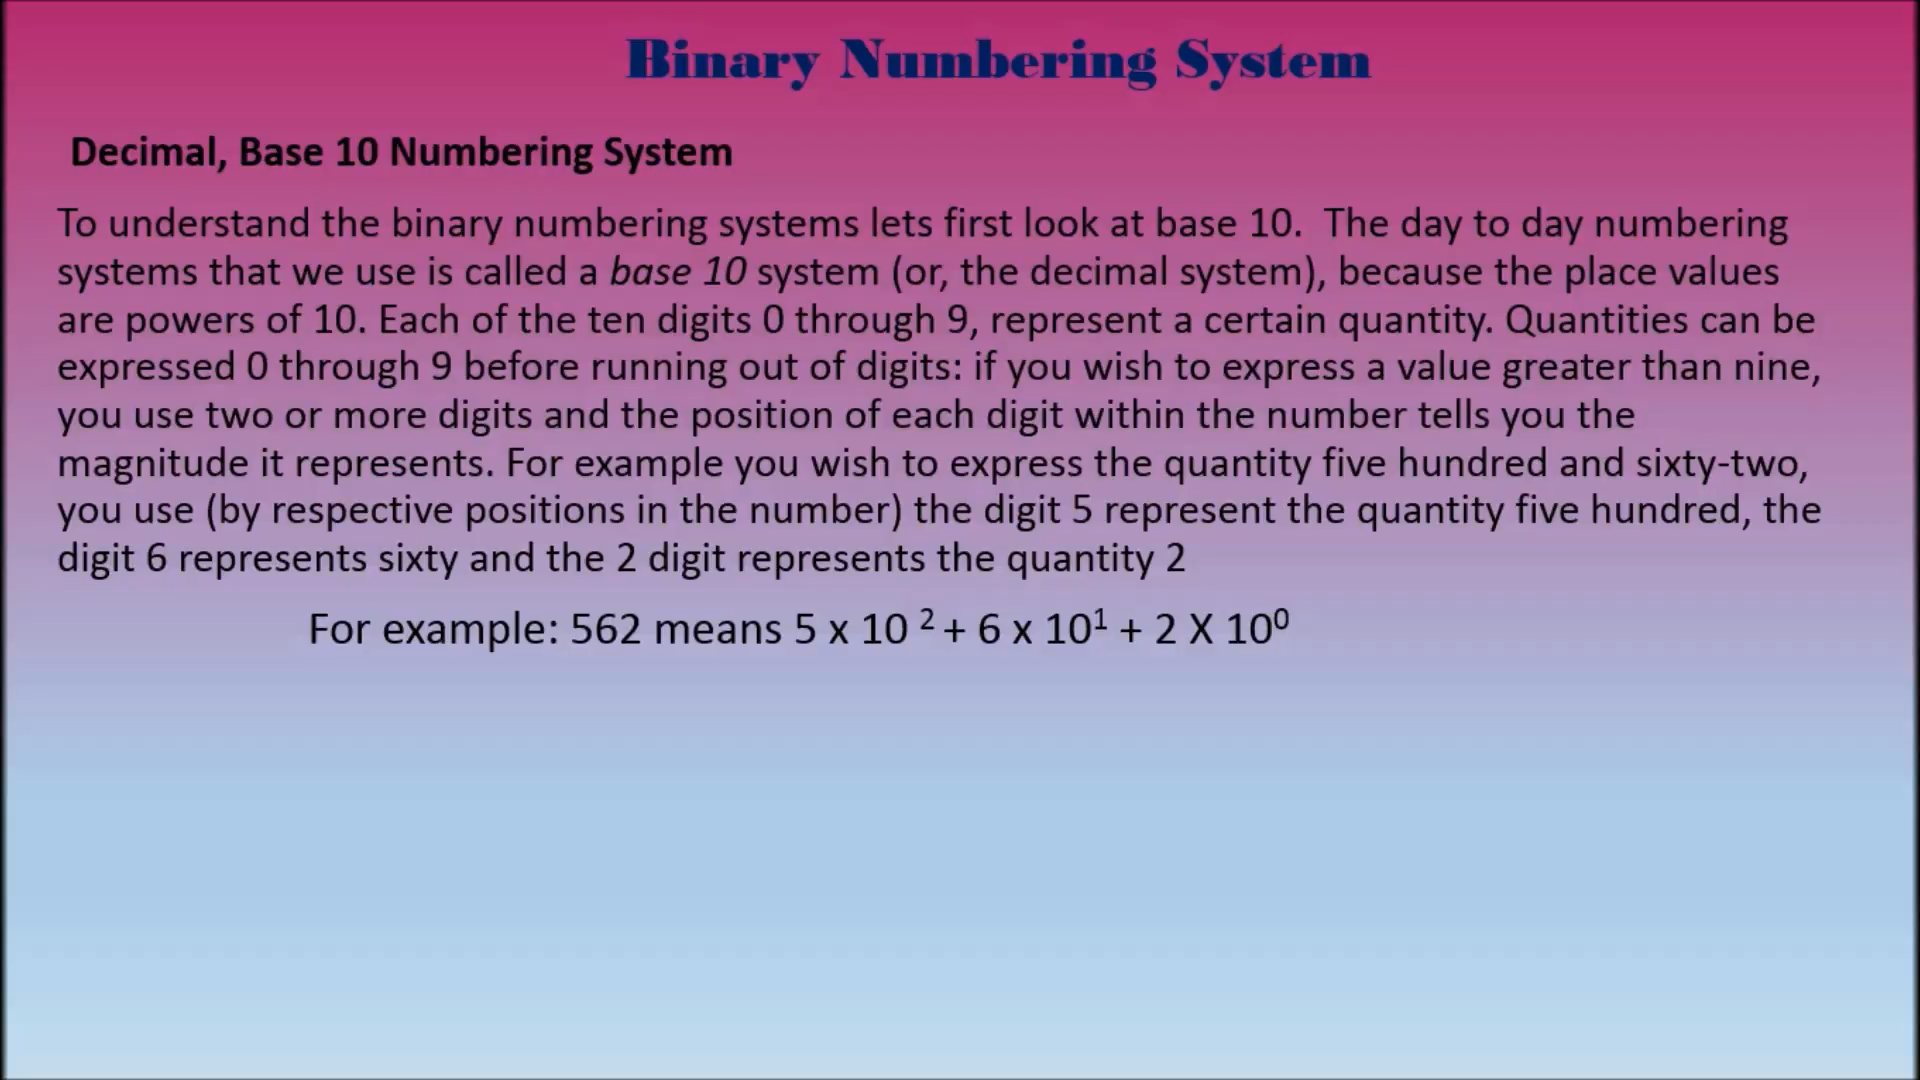 Binary Numbering System
Decimal, Base 10 Numbering System
To understand the binary numbering systems lets first look at base 10.  The day to day numbering
systems that we use is called a base 10 system (or, the decimal system), because the place values
are powers of 10. Each of the ten digits 0 through 9, represent a certain quantity. Quantities can be
expressed 0 through 9 before running out of digits: if you wish to express a value greater than nine,
you use two or more digits and the position of each digit within the number tells you the
magnitude it represents. For example you wish to express the quantity five hundred and sixty-two,
you use (by respective positions in the number) the digit 5 represent the quantity five hundred, the
digit 6 represents sixty and the 2 digit represents the quantity 2
For example: 562 means 5 x 10 ² + 6 x 10¹ + 2 X 10⁰